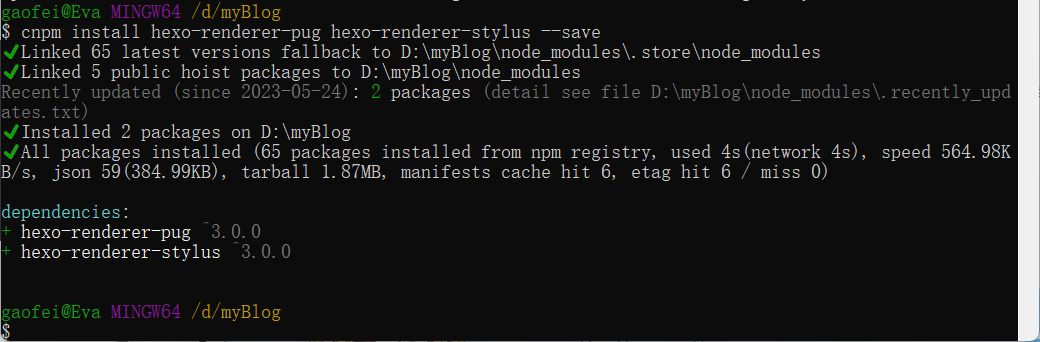 gaofei@Eva MINGW64 /d/myBlog
$ cnpm install hexo-renderer-pug hexo-renderer-stylus --save
✔Linked 65 latest versions fallback to D:\myBlog\node_modules\.store\node_modules
✔Linked 5 public hoist packages to D:\myBlog\node_modules
Recently updated (since 2023-05-24): 2 packages (detail see file D:\myBlog\node_modules\.recently_upd
ates.txt)
✔Installed 2 packages on D:\myBlog
✔All packages installed (65 packages installed from npm registry, used 4s(network 4s), speed 564.98K
B/s, json 59(384.99KB), tarball 1.87MB, manifests cache hit 6, etag hit 6 / miss 0)
dependencies:
+ hexo-renderer-pug ^3.0.0
+ hexo-renderer-stylus ^3.0.0
gaofei@Eva MINGW64 /d/myBlog
$